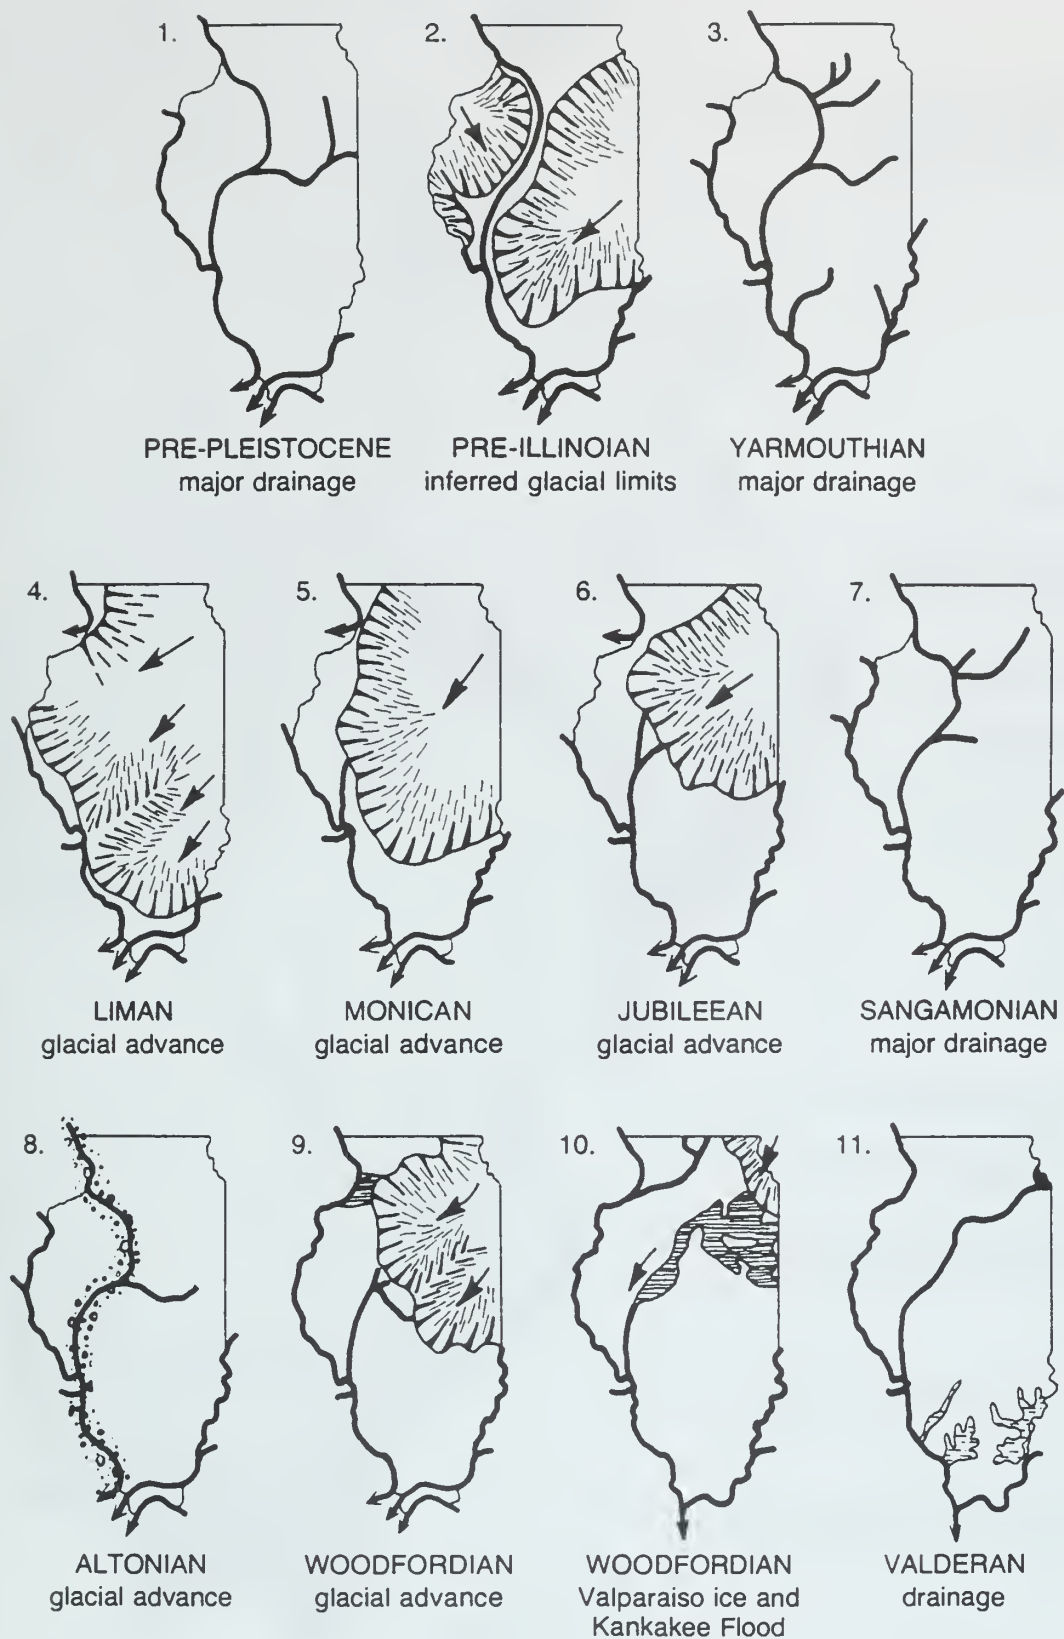 1.
2.
3.
PRE-PLEISTOCENE
major drainage
PRE-ILLINOIAN
inferred glacial limits
YARMOUTHIAN
major drainage
4.
5.
6.
7.
LIMAN
glacial advance
MONICAN
glacial advance
JUBILEEAN
glacial advance
SANGAMONIAN
major drainage
8.
9.
10.
11.
ALTONIAN
glacial advance
WOODFORDIAN
glacial advance
WOODFORDIAN
Valparaiso ice and
Kankakee Flood
VALDERAN
drainage